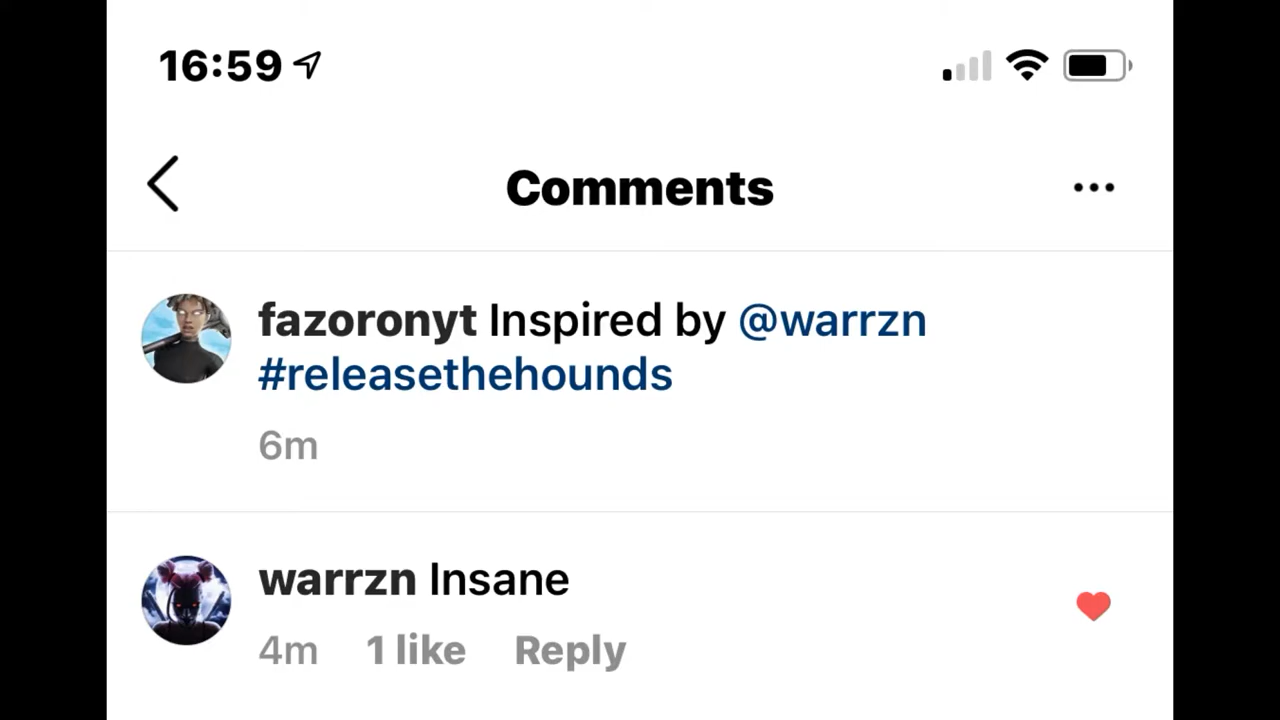 16:59
Comments
fazoronyt Inspired by @warrzn
#releasethehounds
6m
warrzn Insane
4m 1 like Reply